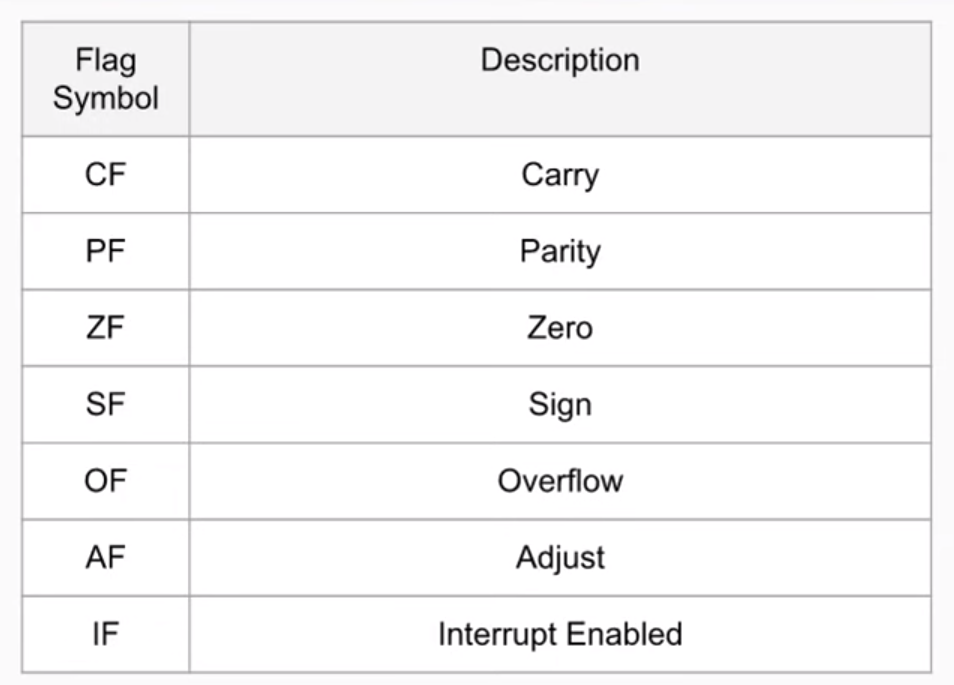 Flag
Symbol
Description
CF
Carry
PF
Parity
ZF
Zero
SF
Sign
OF
Overflow
AF
Adjust
IF
Interrupt Enabled